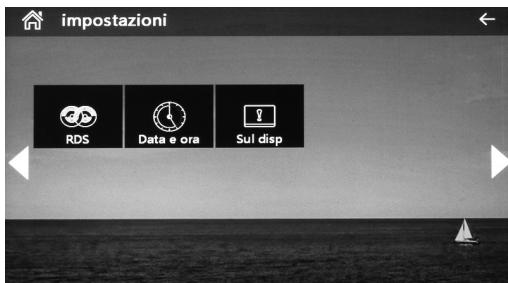 impostazioni
RDS
Data e ora
Sul disp